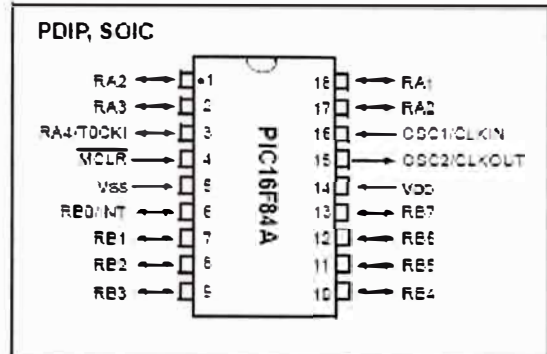 PDIP, SOIC
RA2 1 18 RA1
RA3 2 17 RA2
RA4/T0CKI 3 16 OSC1/CLKIN
MCLR 4 15 OSC2/CLKOUT
VSS 5 14 VDD
RB0/INT 6 13 RB7
RB1 7 12 RB6
RB2 8 11 RB5
RB3 9 10 RB4
PIC16F84A